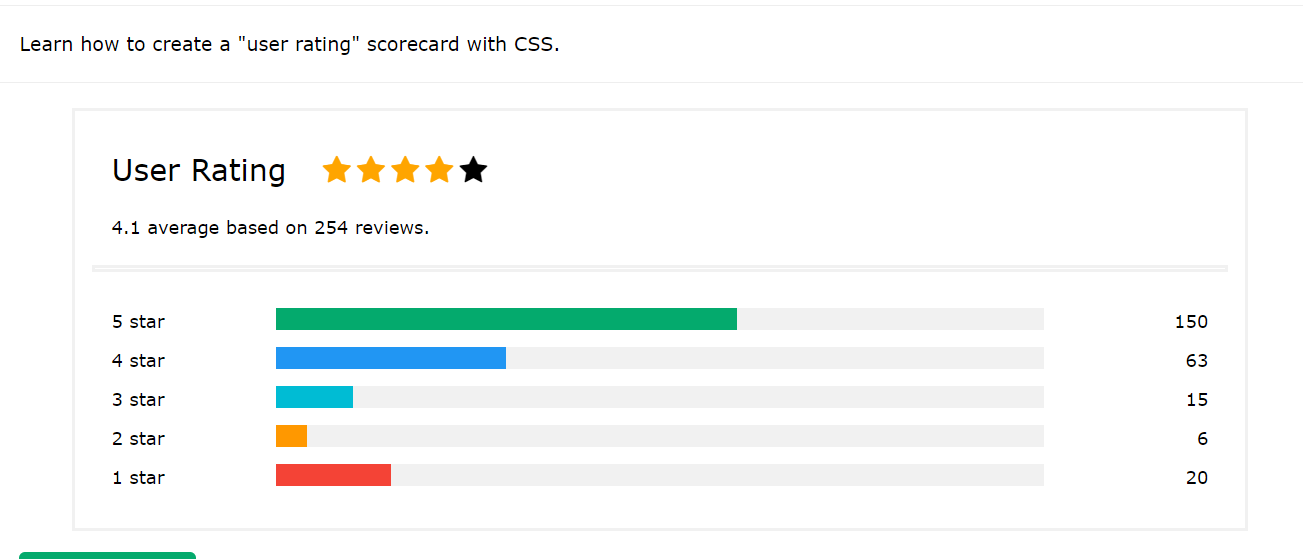 Learn how to create a "user rating" scorecard with CSS.
User Rating
4.1 average based on 254 reviews.
5 star 150
4 star 63
3 star 15
2 star 6
1 star 20